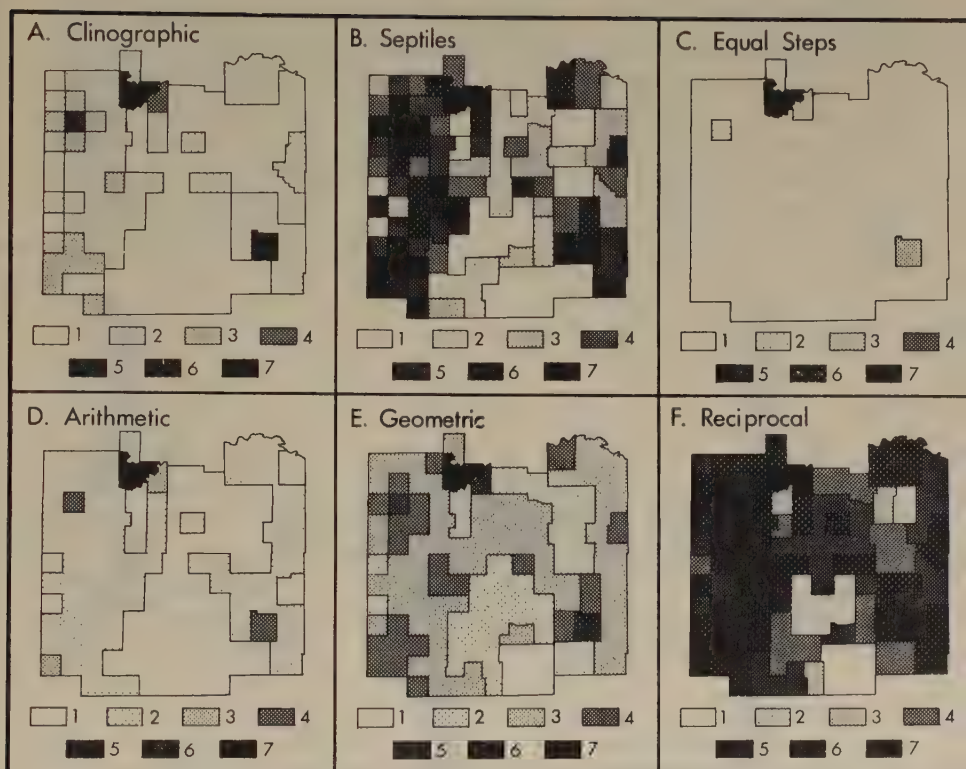 A. Clinographic
1 2 3 4
5 6 7
B. Septiles
1 2 3 4
5 6 7
C. Equal Steps
1 2 3 4
5 6 7
D. Arithmetic
1 2 3 4
5 6 7
E. Geometric
1 2 3 4
5 6 7
F. Reciprocal
1 2 3 4
5 6 7